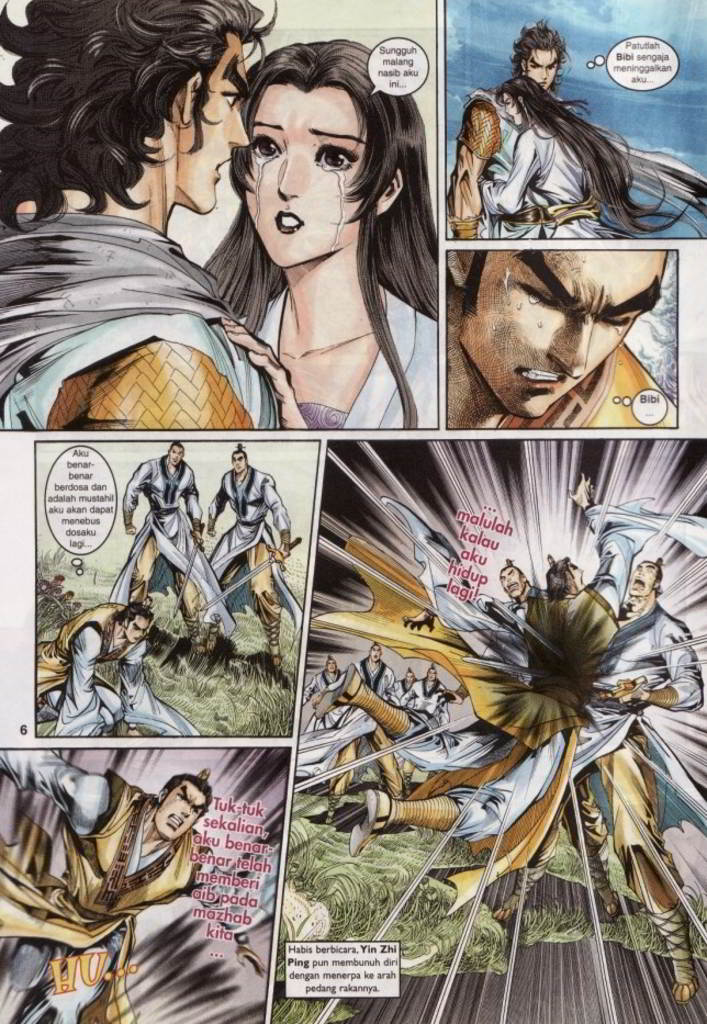 Sungguh
malang
nasib aku
ini...
Patutlah
Bibi sengaja
meninggalkan
aku...
Bibi
...
Aku
benar-
benar
berdosa dan
adalah mustahil
aku akan dapat
menebus
dosaku
lagi...
...
malulah
kalau
aku
hidup
lagi!
6
Tuk-tuk
sekalian,
aku benar-
benar telah
memberi
aib pada
mazhab
kita
...
HU...
Habis berbicara, Yin Zhi
Ping pun membunuh diri
dengan menerpa ke arah
pedang rakannya.